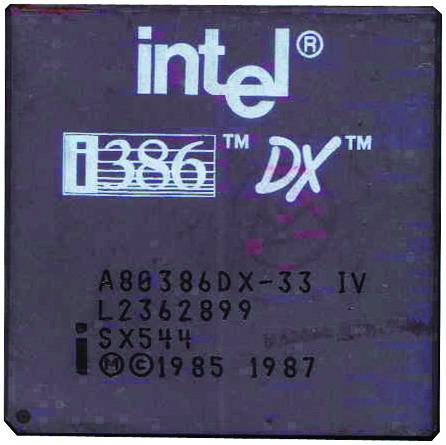 intel®
i386™ DX™
A80386DX-33 IV
L2362899
i SX544
Ⓜ©1985 1987